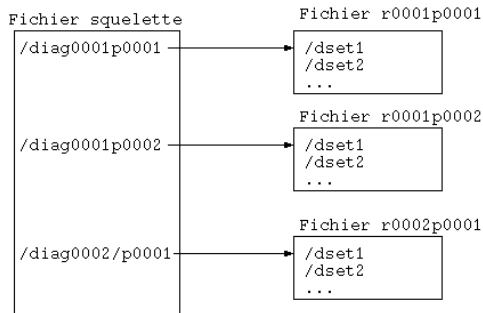 Fichier squelette
/diag0001p0001
/diag0001p0002
/diag0002/p0001
Fichier r0001p0001
/dset1
/dset2
...
Fichier r0001p0002
/dset1
/dset2
...
Fichier r0002p0001
/dset1
/dset2
...